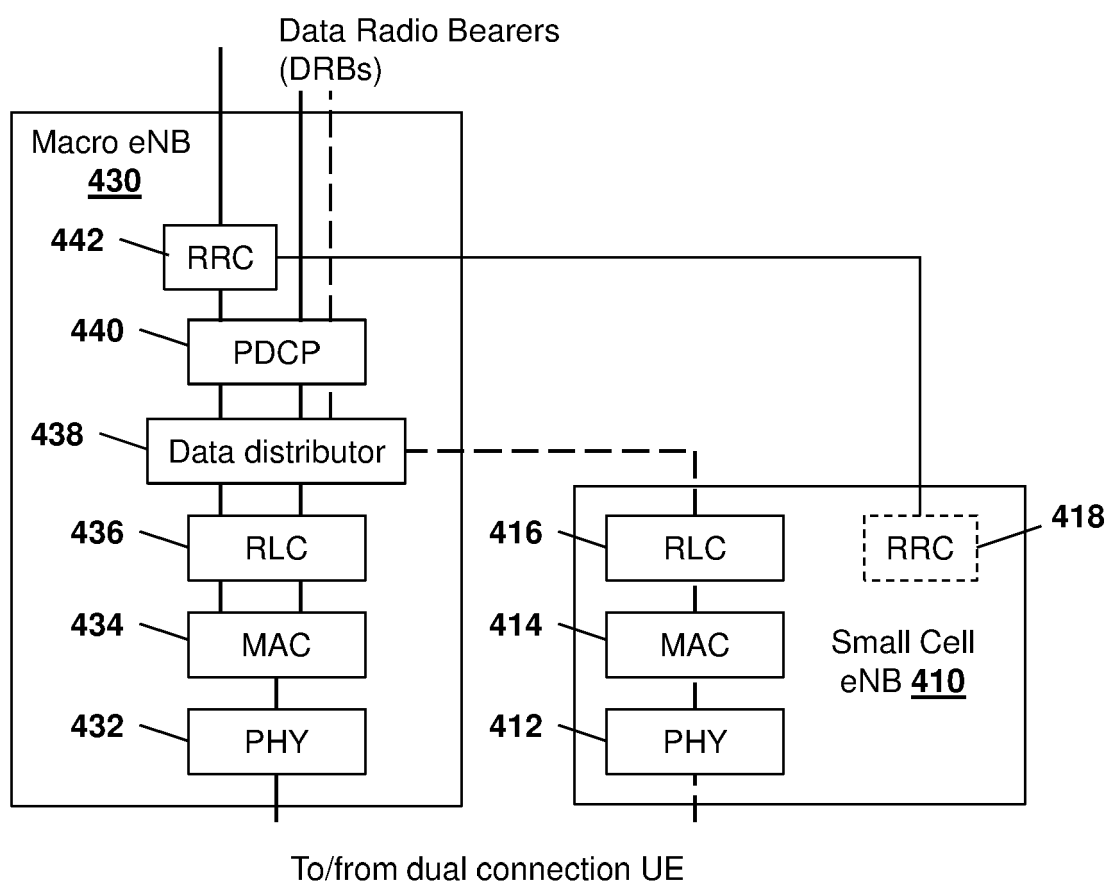 Data Radio Bearers
(DRBs)
Macro eNB
430
442
RRC
440
PDCP
438
Data distributor
436
RLC
416
RLC
RRC
418
434
MAC
414
MAC
Small Cell
eNB 410
432
PHY
412
PHY
To/from dual connection UE